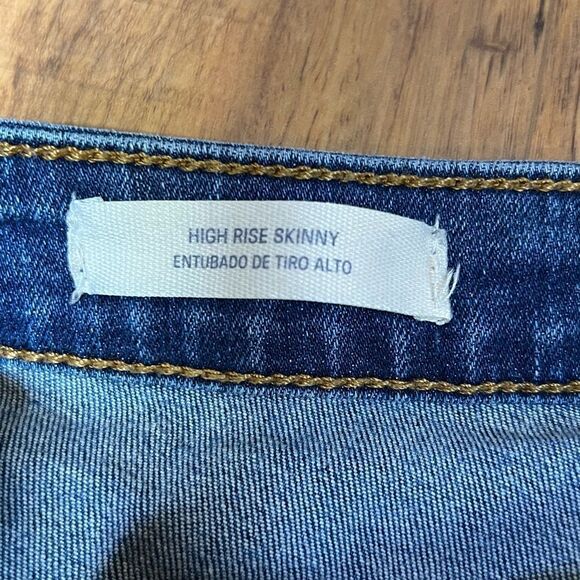 HIGH RISE SKINNY
ENTUBADO DE TIRO ALTO